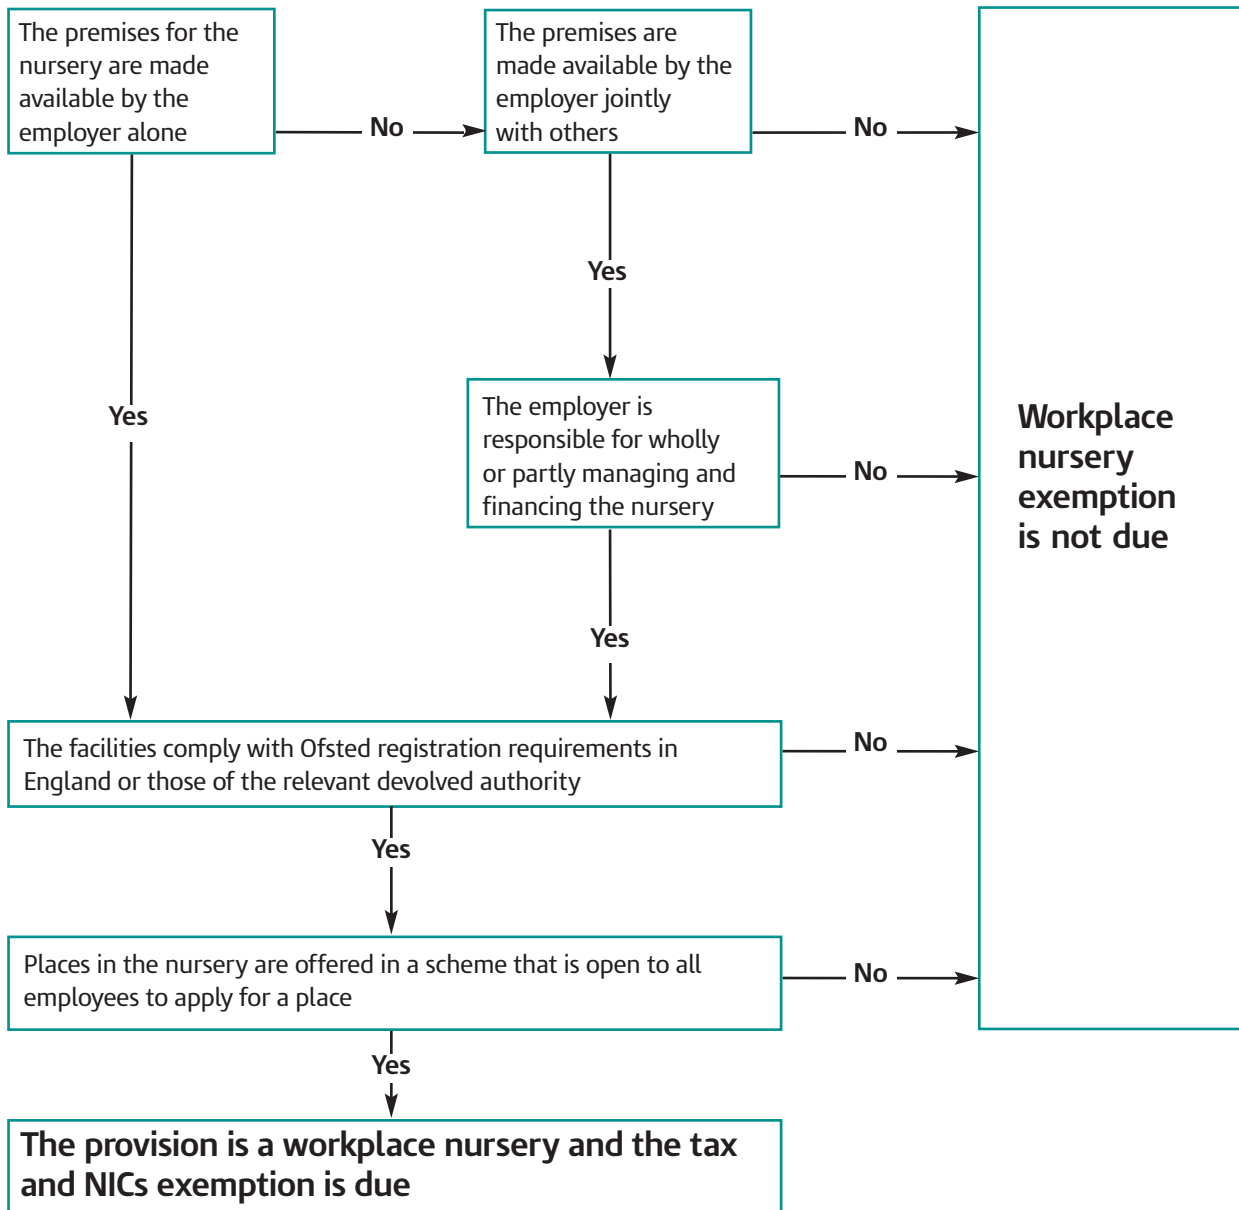 The premises for the
nursery are made
available by the
employer alone
No
The premises are
made available by the
employer jointly
with others
No
Yes
Yes
The employer is
responsible for wholly
or partly managing and
financing the nursery
No
Workplace
nursery
exemption
is not due
Yes
The facilities comply with Ofsted registration requirements in
England or those of the relevant devolved authority
No
Yes
Places in the nursery are offered in a scheme that is open to all
employees to apply for a place
No
Yes
The provision is a workplace nursery and the tax
and NICs exemption is due